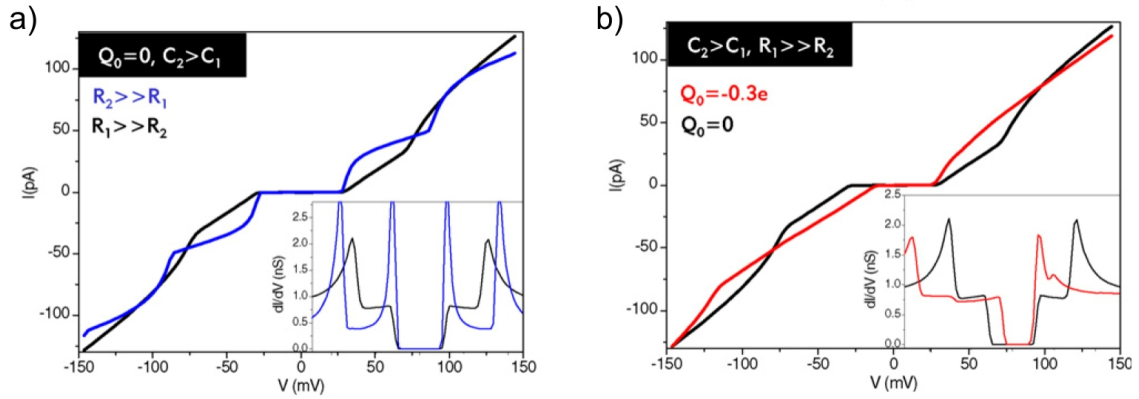 a)
Q₀=0, C₂>C₁
R₂>>R₁
R₁>>R₂
I(pA)
100
50
0
-50
-100
-150
-100
-50
0
50
100
150
V (mV)
dI/dV (nS)
2.5
2.0
1.5
1.0
0.5
0.0
b)
C₂>C₁, R₁>>R₂
Q₀=-0.3e
Q₀=0
I(pA)
100
50
0
-50
100
-150
-100
-50
0
50
100
150
V (mV)
dI/dV (nS)
2.5
2.0
1.5
1.0
0.5
0.0